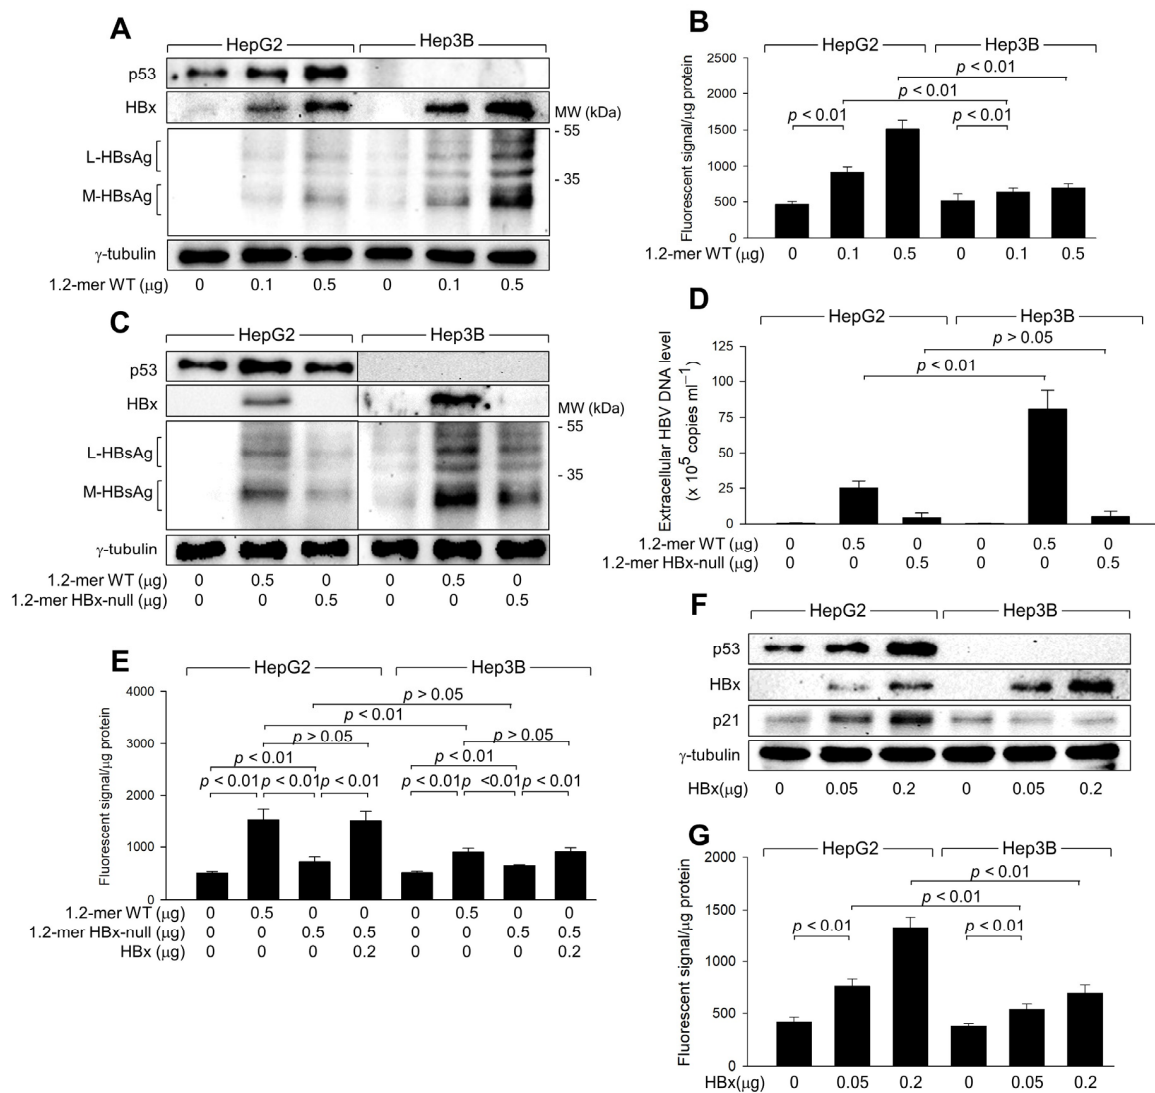 A
HepG2 Hep3B
p53
HBx
MW (kDa)
- 55
L-HBsAg
- 35
M-HBsAg
γ-tubulin
1.2-mer WT (μg) 0 0.1 0.5 0 0.1 0.5
B
HepG2 Hep3B
Fluorescent signal/μg protein
2500
2000
1500
1000
500
0
p < 0.01
p < 0.01
p < 0.01 p < 0.01
1.2-mer WT (μg) 0 0.1 0.5 0 0.1 0.5
C
HepG2 Hep3B
p53
HBx
MW (kDa)
- 55
L-HBsAg
- 35
M-HBsAg
γ-tubulin
1.2-mer WT (μg) 0 0.5 0 0 0.5 0
1.2-mer HBx-null (μg) 0 0 0.5 0 0 0.5
D
HepG2 Hep3B
Extracellular HBV DNA level
(x 10⁵ copies ml⁻¹)
125
100
75
50
25
0
p > 0.05
p < 0.01
1.2-mer WT (μg) 0 0.5 0 0 0.5 0
1.2-mer HBx-null (μg) 0 0 0.5 0 0 0.5
E
HepG2 Hep3B
Fluorescent signal/μg protein
4000
3000
2000
1000
0
p > 0.05
p < 0.01
p > 0.05 p > 0.05
p < 0.01 p < 0.01
p < 0.01 p < 0.01 p < 0.01 p < 0.01 p <0.01 p < 0.01
1.2-mer WT (μg) 0 0.5 0 0 0 0.5 0 0
1.2-mer HBx-null (μg) 0 0 0.5 0.5 0 0 0.5 0.5
HBx (μg) 0 0 0 0.2 0 0 0 0.2
F
HepG2 Hep3B
p53
HBx
p21
γ-tubulin
HBx(μg) 0 0.05 0.2 0 0.05 0.2
G
HepG2 Hep3B
Fluorescent signal/μg protein
2000
1500
1000
500
0
p < 0.01
p < 0.01
p < 0.01 p < 0.01
HBx(μg) 0 0.05 0.2 0 0.05 0.2